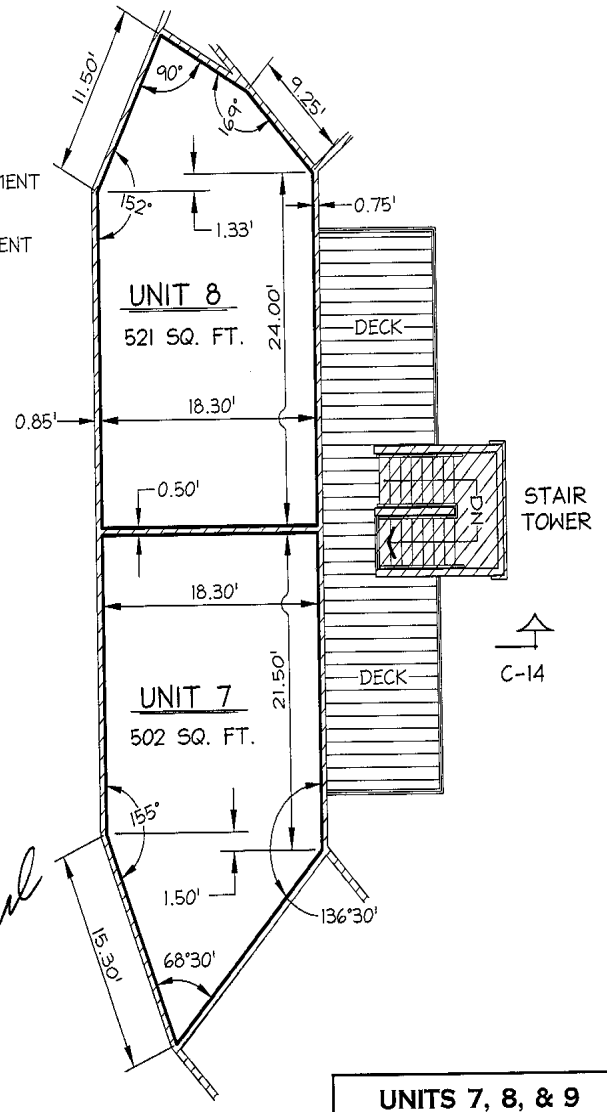 11.50'
90°
169°
9.25'
MENT
152°
1.33'
0.75'
ENT
UNIT 8
521 SQ. FT.
24.00'
DECK
0.85'
18.30'
0.50'
DN
STAIR
TOWER
18.30'
C-14
UNIT 7
502 SQ. FT.
21.50'
DECK
155°
1.50'
136°30'
15.30'
68°30'
UNITS 7, 8, & 9